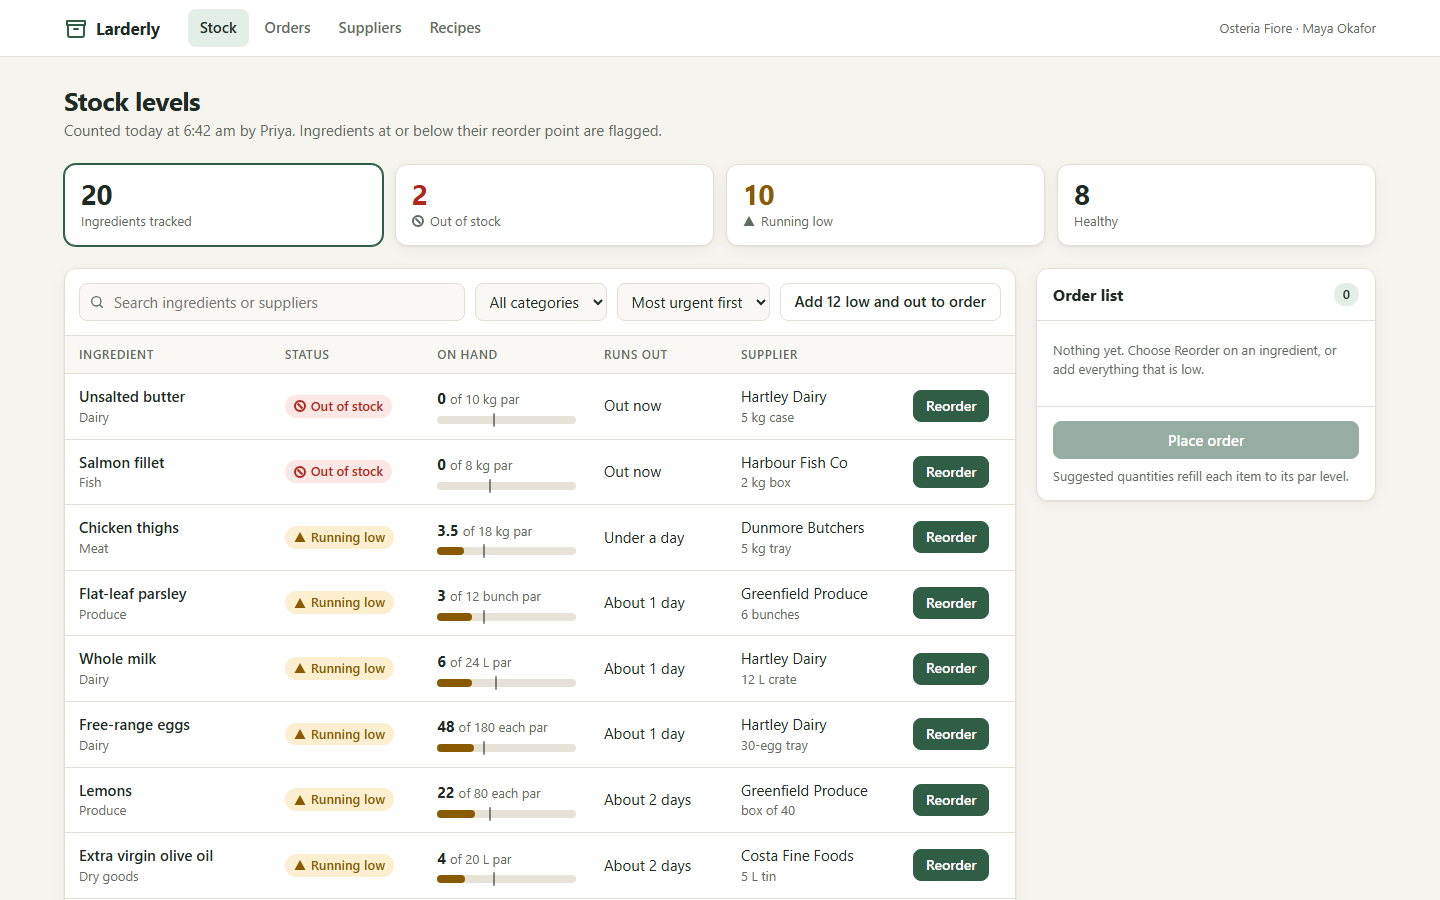 Larderly
Stock
Orders
Suppliers
Recipes
Osteria Fiore · Maya Okafor
Stock levels
Counted today at 6:42 am by Priya. Ingredients at or below their reorder point are flagged.
20
Ingredients tracked
2
Out of stock
10
Running low
8
Healthy
Search ingredients or suppliers
All categories
Most urgent first
Add 12 low and out to order
INGREDIENT STATUS ON HAND RUNS OUT SUPPLIER
Unsalted butter
Dairy
Out of stock
0 of 10 kg par
Out now
Hartley Dairy
5 kg case
Reorder
Salmon fillet
Fish
Out of stock
0 of 8 kg par
Out now
Harbour Fish Co
2 kg box
Reorder
Chicken thighs
Meat
Running low
3.5 of 18 kg par
Under a day
Dunmore Butchers
5 kg tray
Reorder
Flat-leaf parsley
Produce
Running low
3 of 12 bunch par
About 1 day
Greenfield Produce
6 bunches
Reorder
Whole milk
Dairy
Running low
6 of 24 L par
About 1 day
Hartley Dairy
12 L crate
Reorder
Free-range eggs
Dairy
Running low
48 of 180 each par
About 1 day
Hartley Dairy
30-egg tray
Reorder
Lemons
Produce
Running low
22 of 80 each par
About 2 days
Greenfield Produce
box of 40
Reorder
Extra virgin olive oil
Dry goods
Running low
4 of 20 L par
About 2 days
Costa Fine Foods
5 L tin
Reorder
Order list
0
Nothing yet. Choose Reorder on an ingredient, or
add everything that is low.
Place order
Suggested quantities refill each item to its par level.